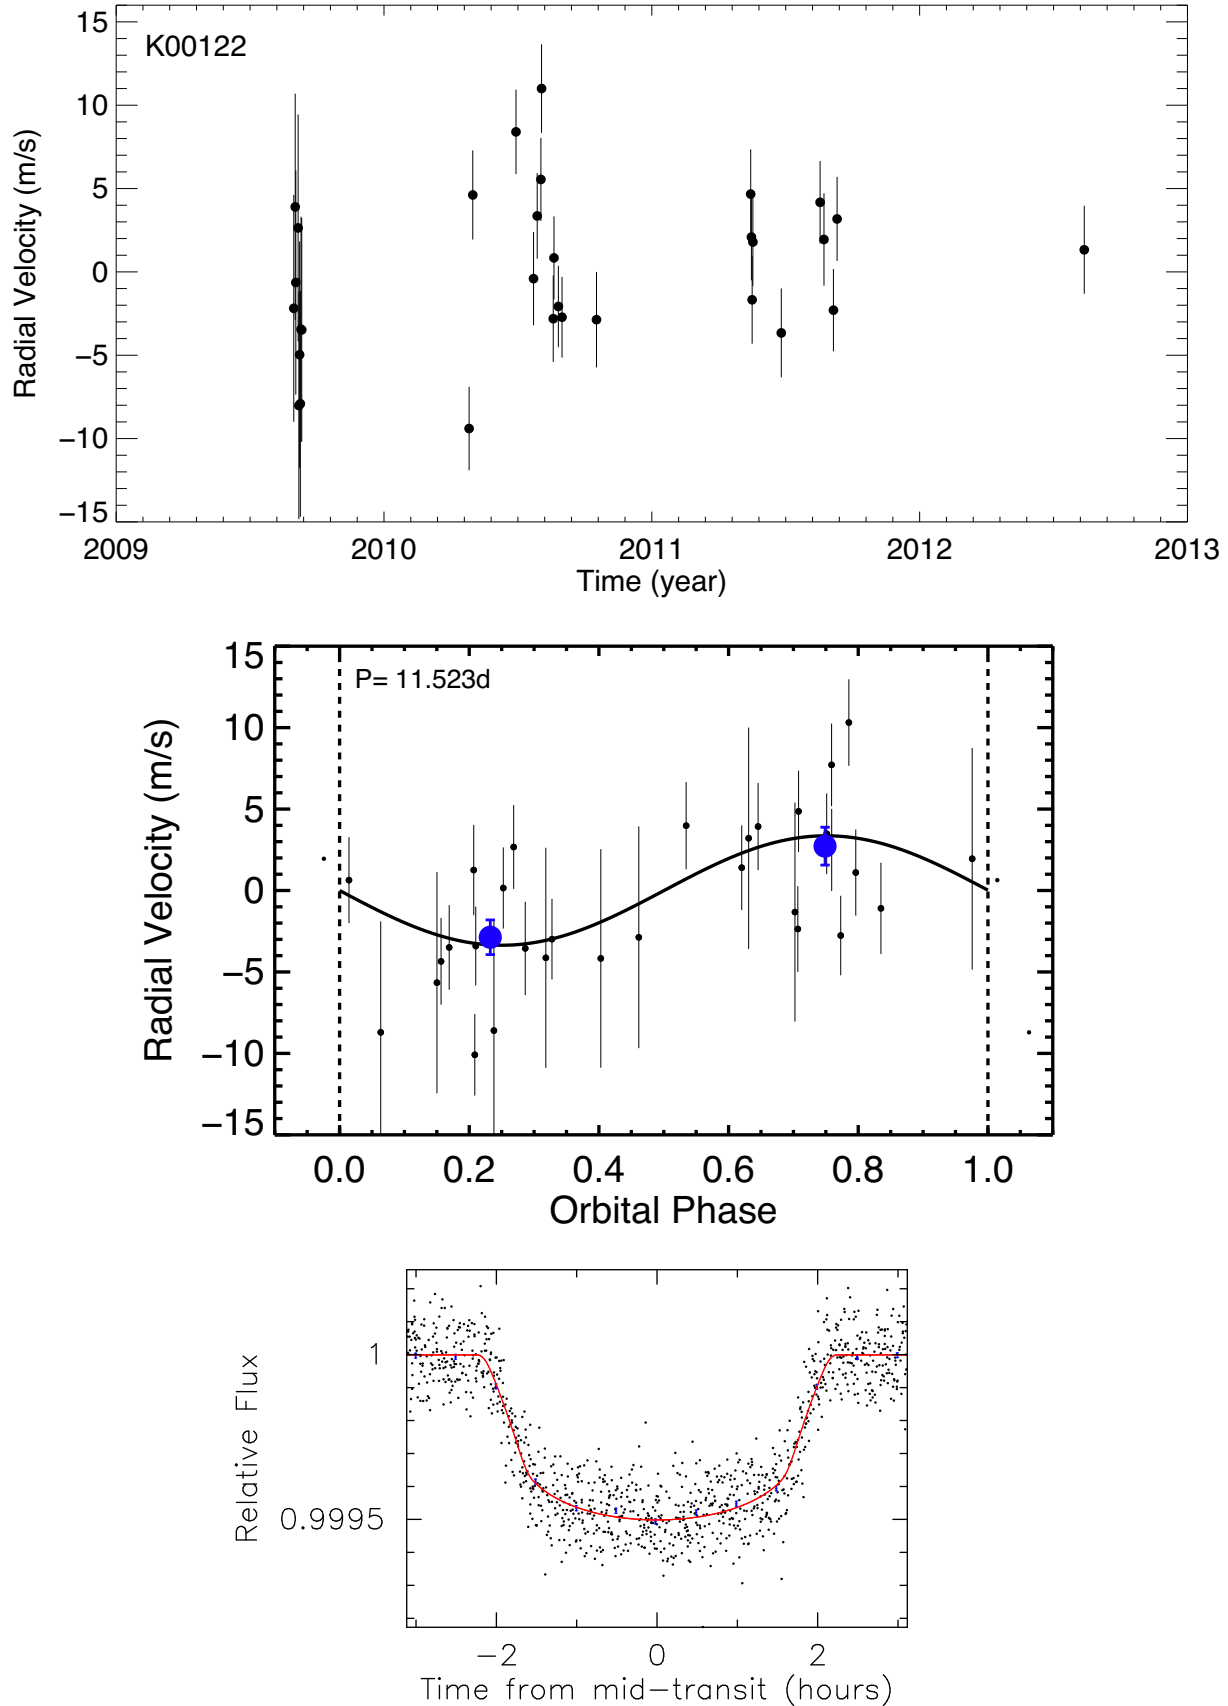 15
K00122
10
5
0
−5
−10
−15
Radial Velocity (m/s)
2009 2010 2011 2012 2013
Time (year)
15
P= 11.523d
10
5
0
−5
−10
−15
Radial Velocity (m/s)
0.0 0.2 0.4 0.6 0.8 1.0
Orbital Phase
1
0.9995
Relative Flux
−2 0 2
Time from mid−transit (hours)